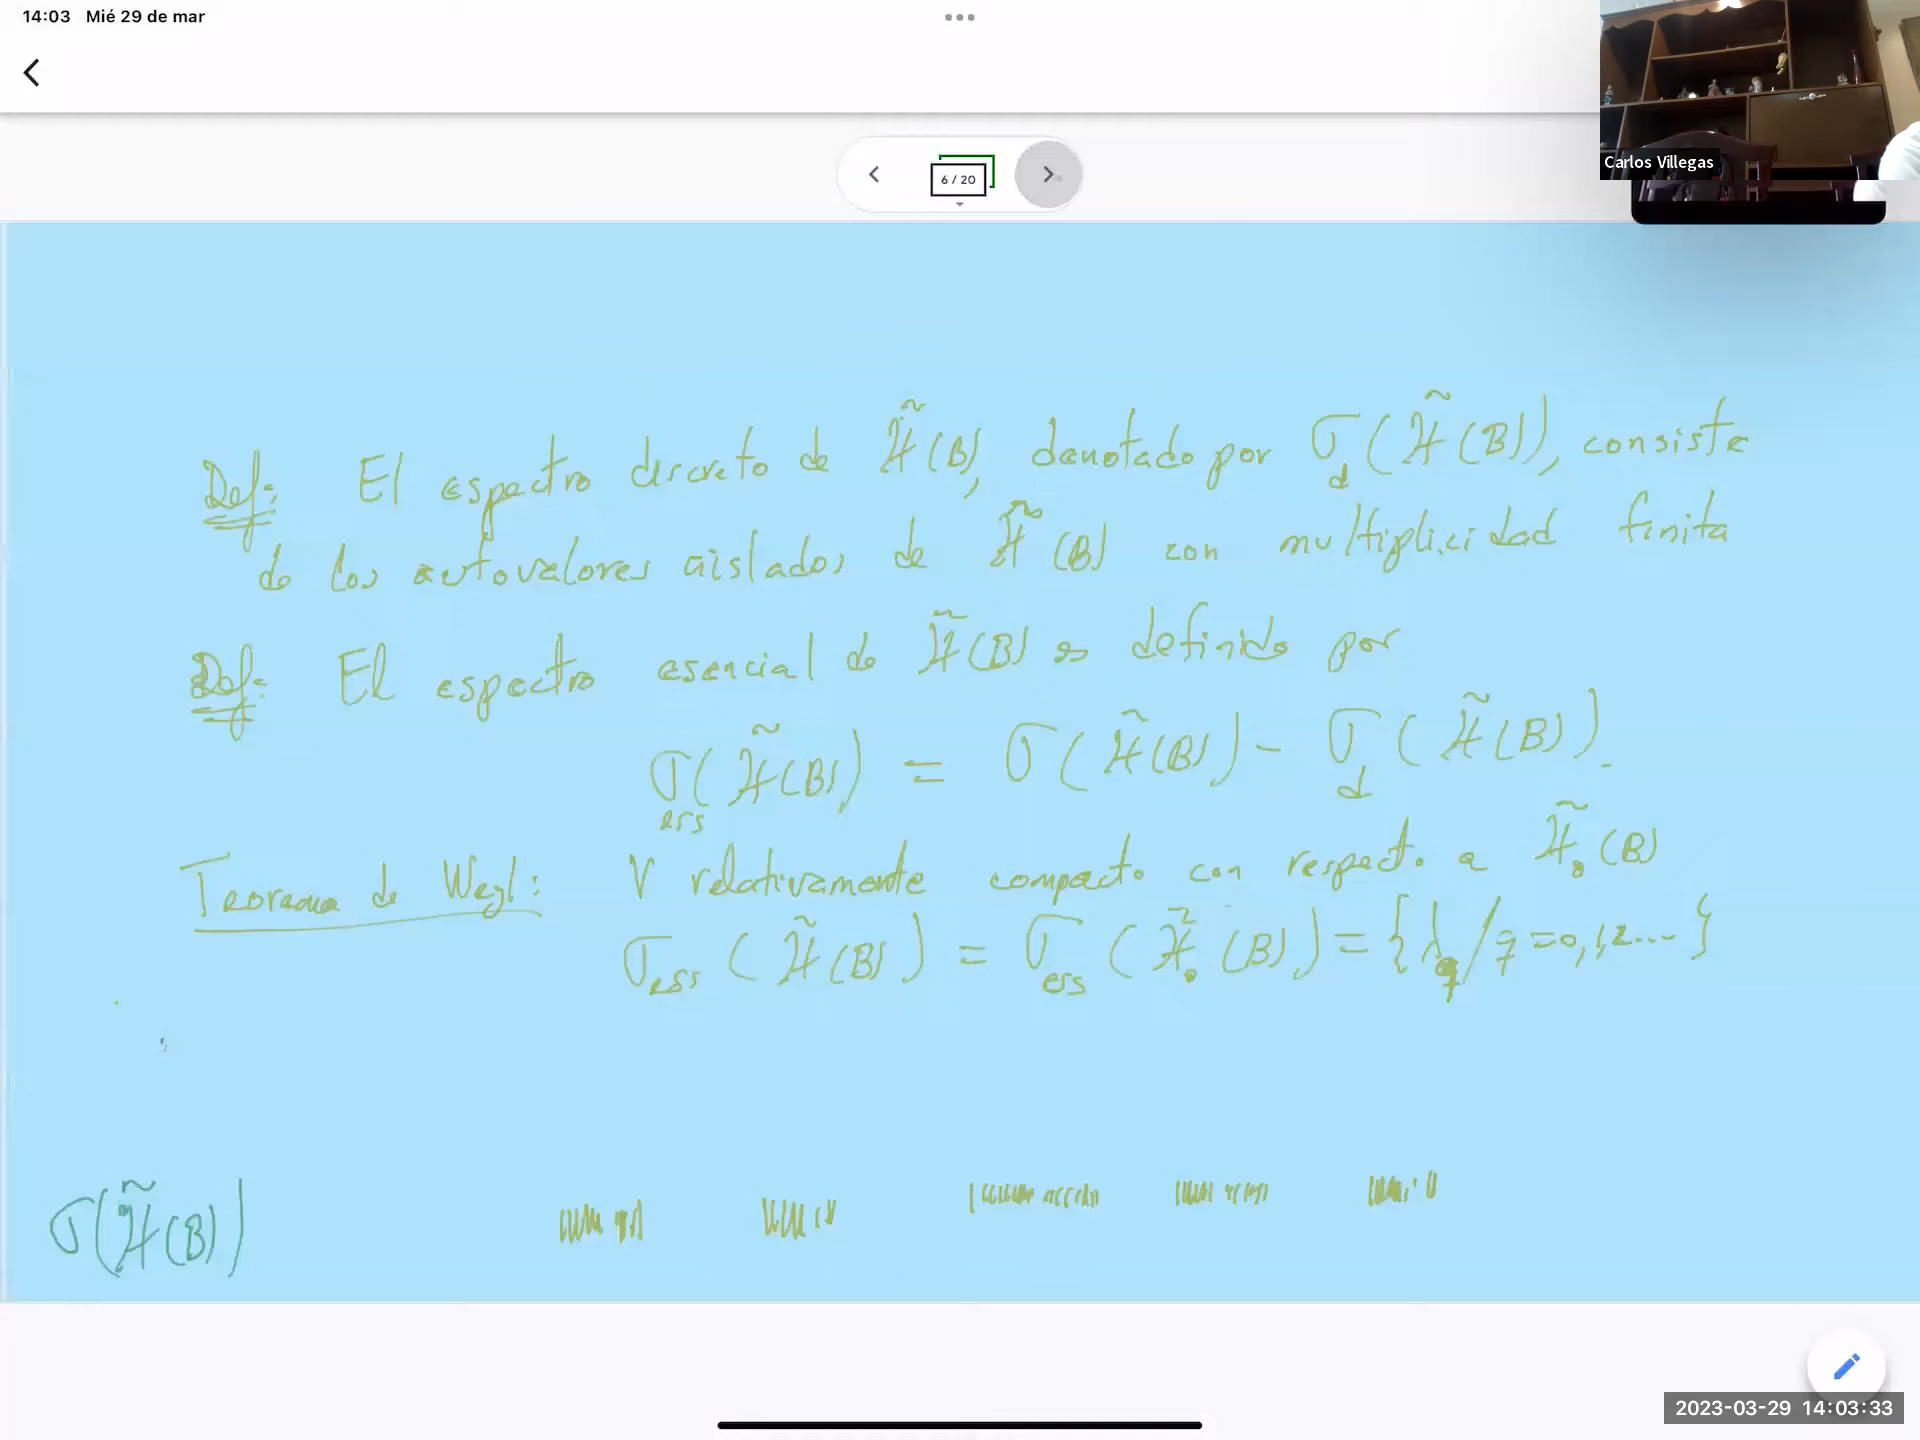 14:03 Mié 29 de mar
Carlos Villegas
6 / 20
Def: El espectro discreto de H̃(B), denotado por σ_d(H̃(B)), consiste
de los autovalores aislados de H̃(B) con multiplicidad finita
Def: El espectro esencial de H̃(B) es definido por
σ_ess(H̃(B)) = σ(H̃(B)) - σ_d(H̃(B)).
Teorema de Weyl: V relativamente compacto con respecto a H̃₀(B)
σ_ess(H̃(B)) = σ_ess(H̃₀(B)) = {λ_q / q = 0, 1, 2 ...}
σ(H̃(B))
2023-03-29 14:03:33